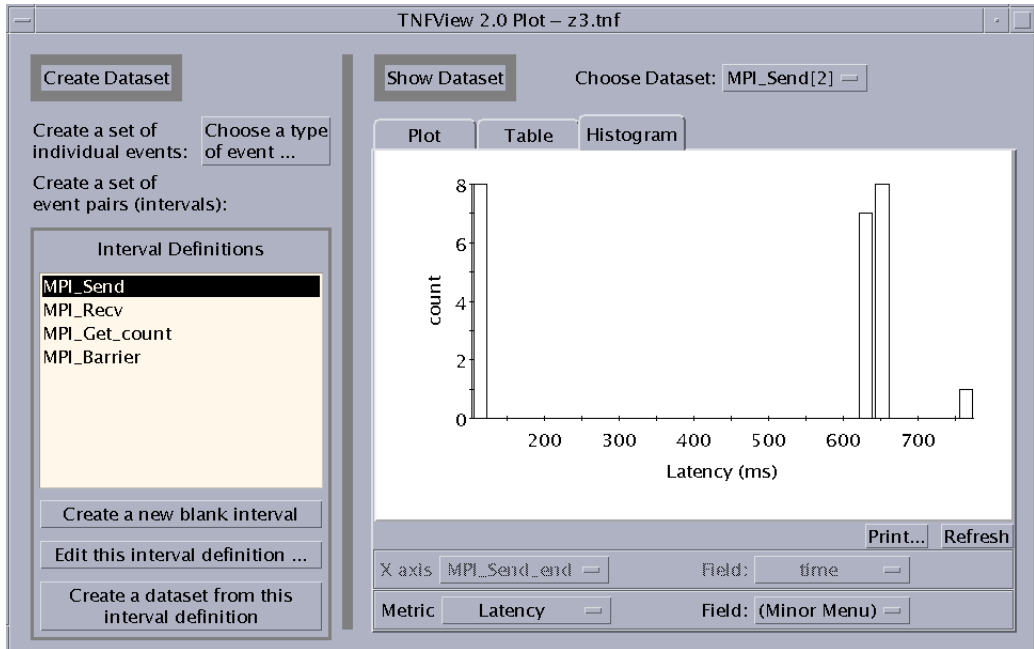 TNFView 2.0 Plot – z3.tnf
Create Dataset
Create a set of
individual events:
Choose a type
of event ...
Create a set of
event pairs (intervals):
Interval Definitions
MPI_Send
MPI_Recv
MPI_Get_count
MPI_Barrier
Create a new blank interval
Edit this interval definition ...
Create a dataset from this
interval definition
Show Dataset
Choose Dataset: MPI_Send[2]
Plot Table Histogram
8
6
4
2
0
count
200 300 400 500 600 700
Latency (ms)
Print... Refresh
X axis MPI_Send_end Field: time
Metric Latency Field: (Minor Menu)